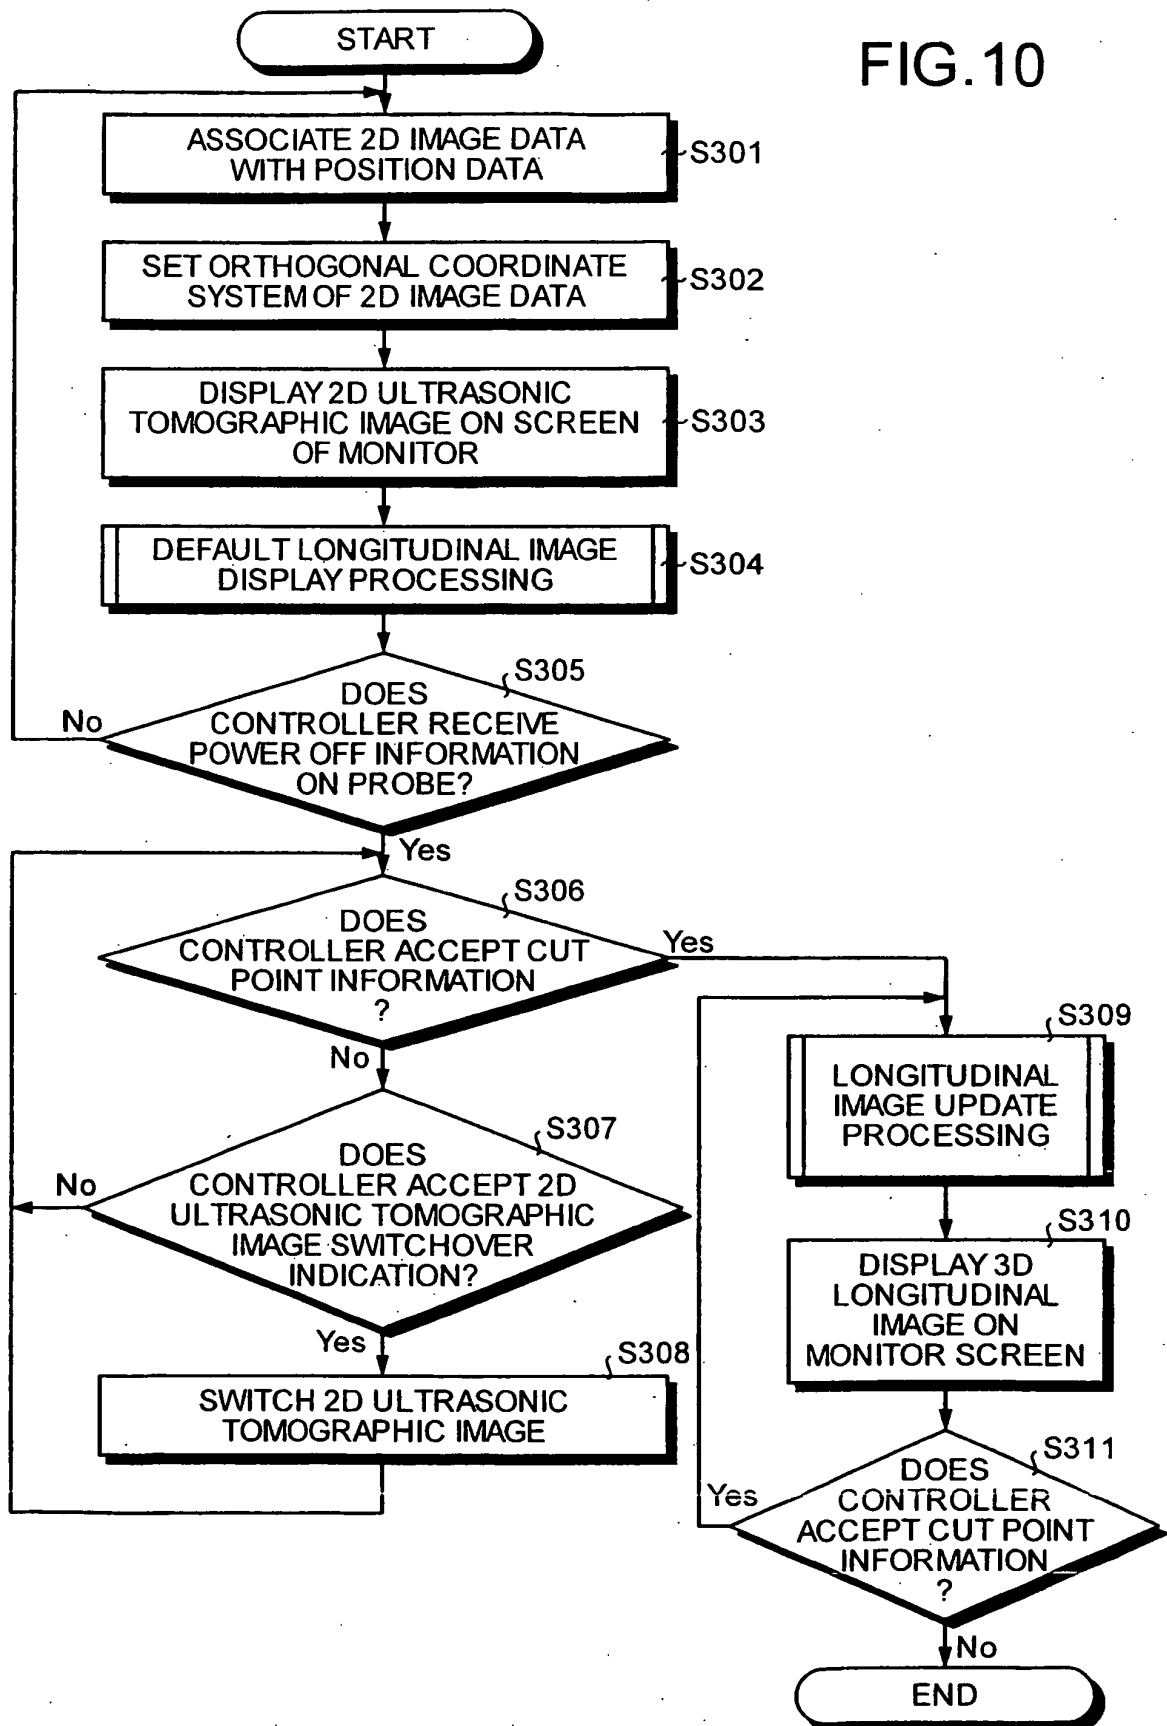 START
FIG.10
ASSOCIATE 2D IMAGE DATA
WITH POSITION DATA
S301
SET ORTHOGONAL COORDINATE
SYSTEM OF 2D IMAGE DATA
S302
DISPLAY 2D ULTRASONIC
TOMOGRAPHIC IMAGE ON SCREEN
OF MONITOR
S303
DEFAULT LONGITUDINAL IMAGE
DISPLAY PROCESSING
S304
S305
DOES
CONTROLLER RECEIVE
POWER OFF INFORMATION
ON PROBE?
No
Yes
S306
DOES
CONTROLLER ACCEPT CUT
POINT INFORMATION
?
Yes
No
S307
DOES
CONTROLLER ACCEPT 2D
ULTRASONIC TOMOGRAPHIC
IMAGE SWITCHOVER
INDICATION?
No
Yes
S308
SWITCH 2D ULTRASONIC
TOMOGRAPHIC IMAGE
S309
LONGITUDINAL
IMAGE UPDATE
PROCESSING
S310
DISPLAY 3D
LONGITUDINAL
IMAGE ON
MONITOR SCREEN
S311
DOES
CONTROLLER
ACCEPT CUT POINT
INFORMATION
?
Yes
No
END